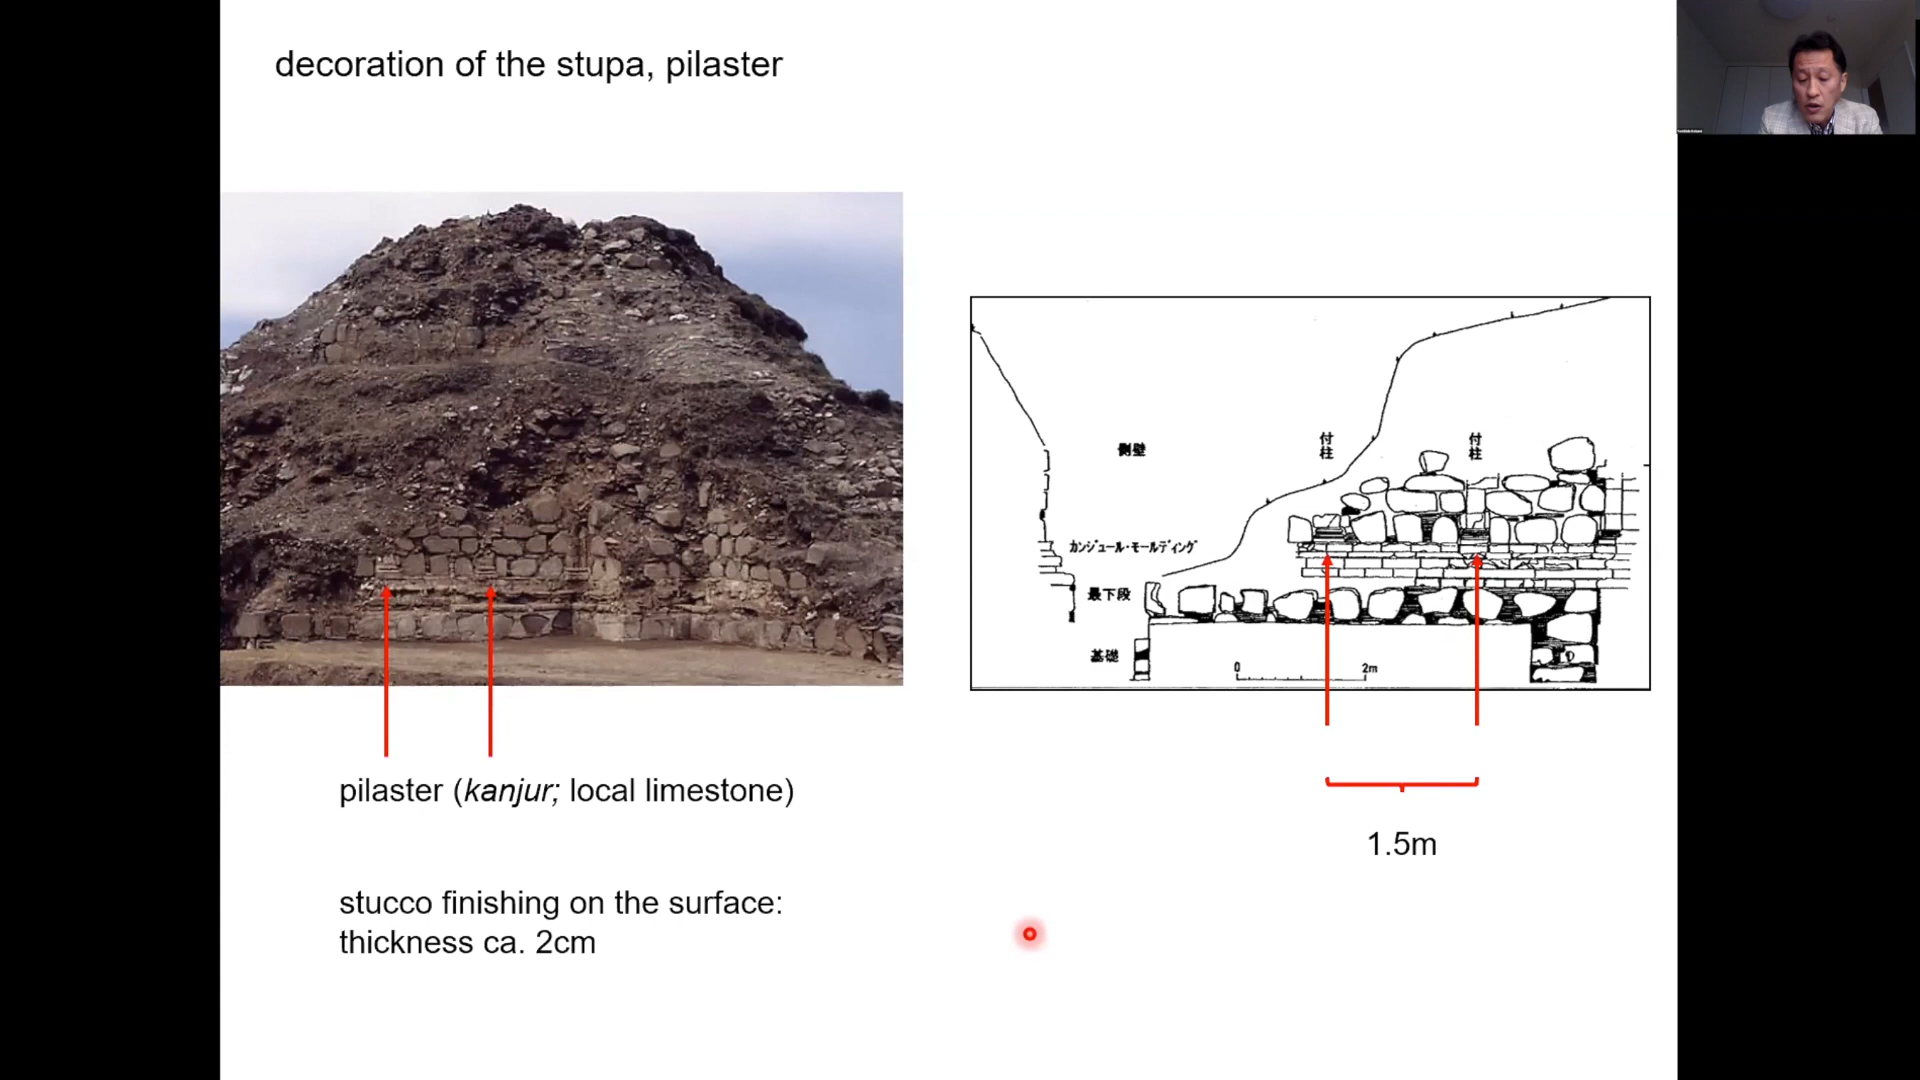 decoration of the stupa, pilaster
側壁
付柱
付柱
カンジュール・モールディング
最下段
基礎
0 2m
pilaster (kanjur; local limestone)
1.5m
stucco finishing on the surface:
thickness ca. 2cm